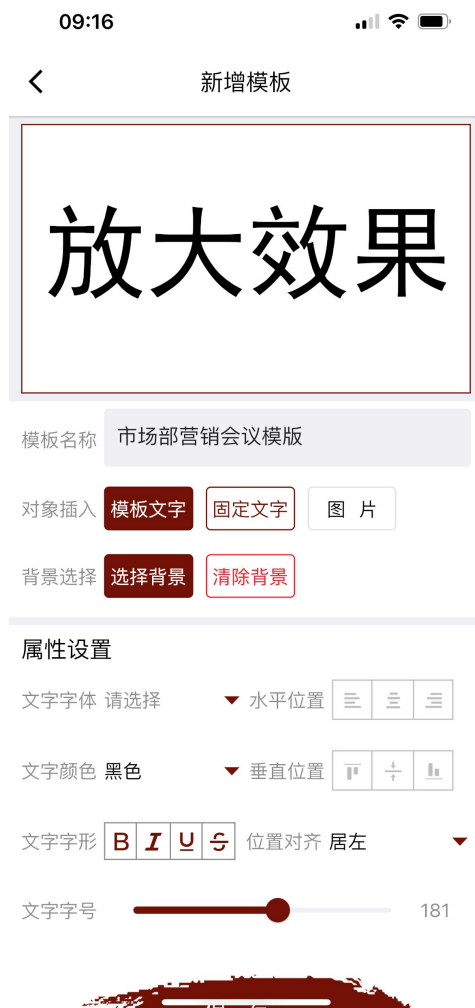 09:16
新增模板
放大效果
模板名称 市场部营销会议模版
对象插入 模板文字 固定文字 图 片
背景选择 选择背景 清除背景
属性设置
文字字体 请选择 水平位置
文字颜色 黑色 垂直位置
文字字形 B I U S 位置对齐 居左
文字字号 181